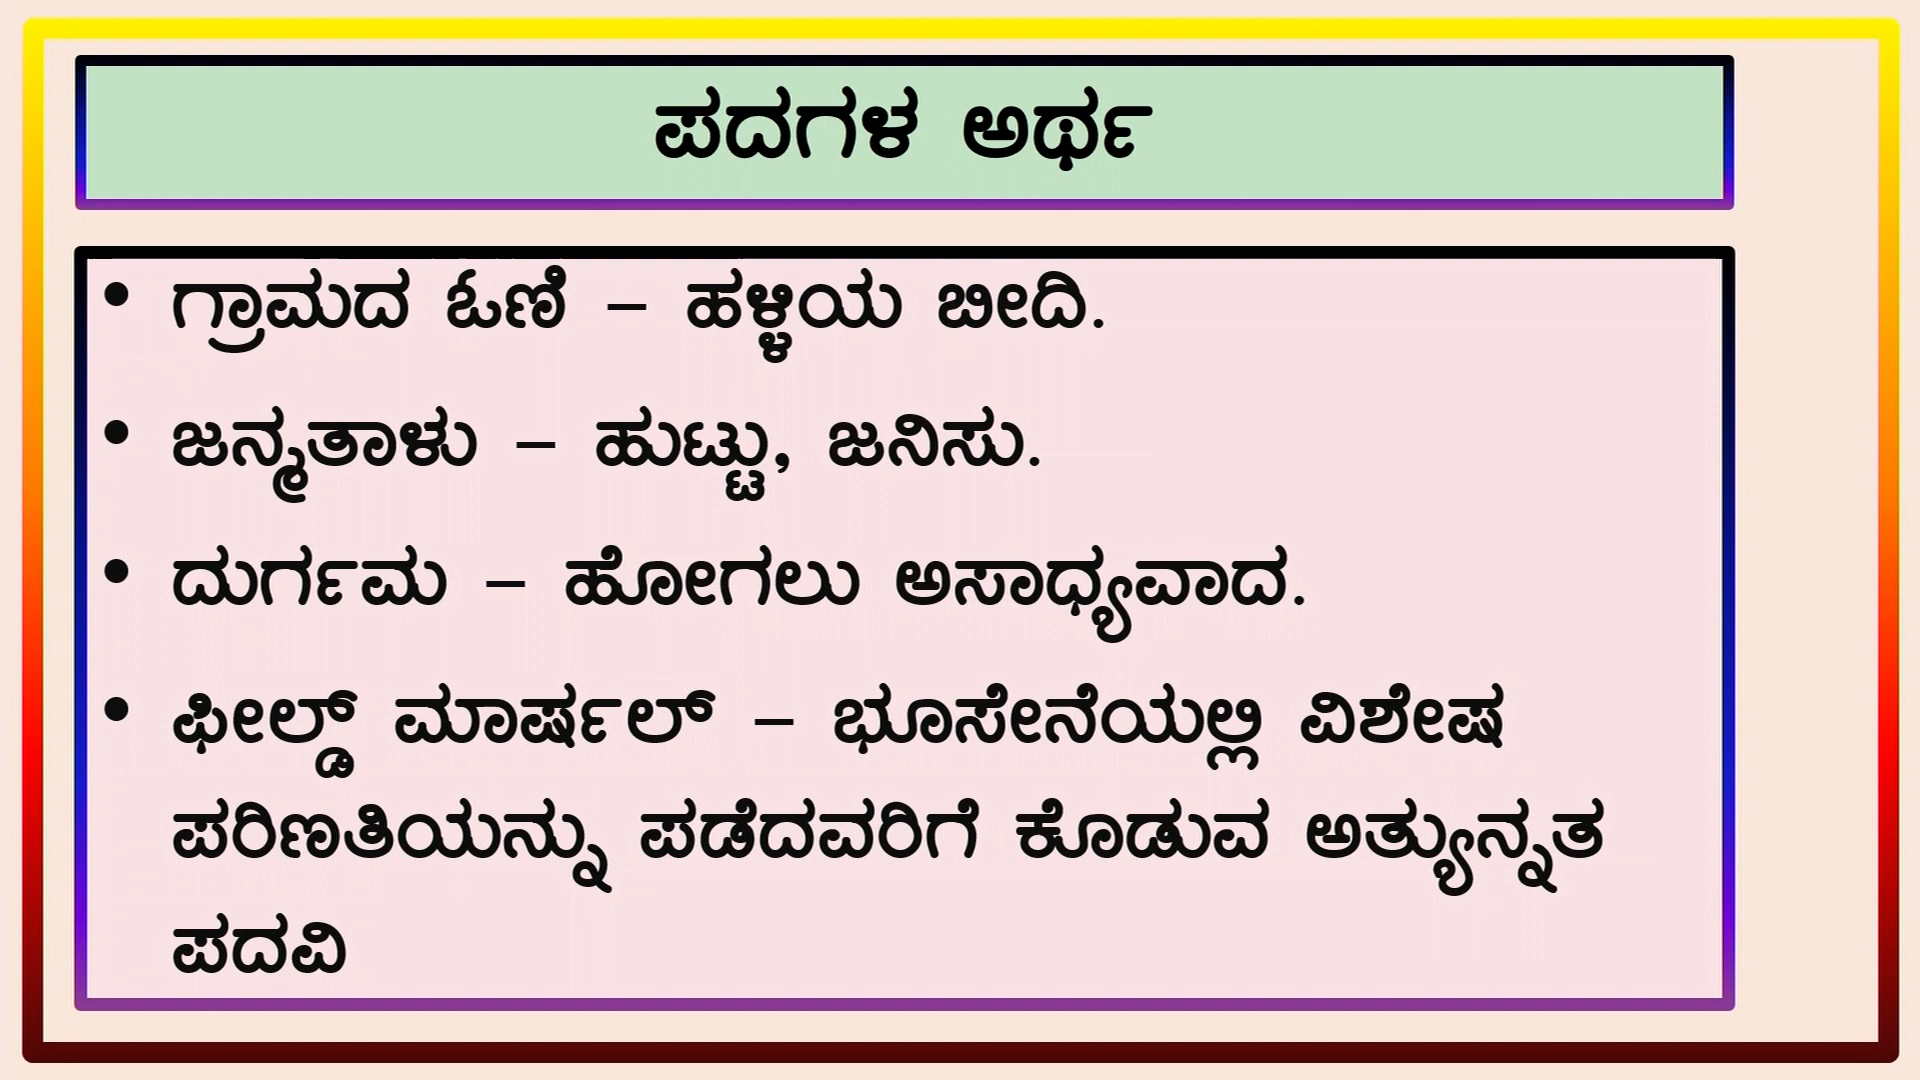 ಪದಗಳ ಅರ್ಥ
• ಗ್ರಾಮದ ಓಣಿ – ಹಳ್ಳಿಯ ಬೀದಿ.
• ಜನ್ಮತಾಳು – ಹುಟ್ಟು, ಜನಿಸು.
• ದುರ್ಗಮ – ಹೋಗಲು ಅಸಾಧ್ಯವಾದ.
• ಫೀಲ್ಡ್ ಮಾರ್ಷಲ್ – ಭೂಸೇನೆಯಲ್ಲಿ ವಿಶೇಷ
ಪರಿಣತಿಯನ್ನು ಪಡೆದವರಿಗೆ ಕೊಡುವ ಅತ್ಯುನ್ನತ
ಪದವಿ